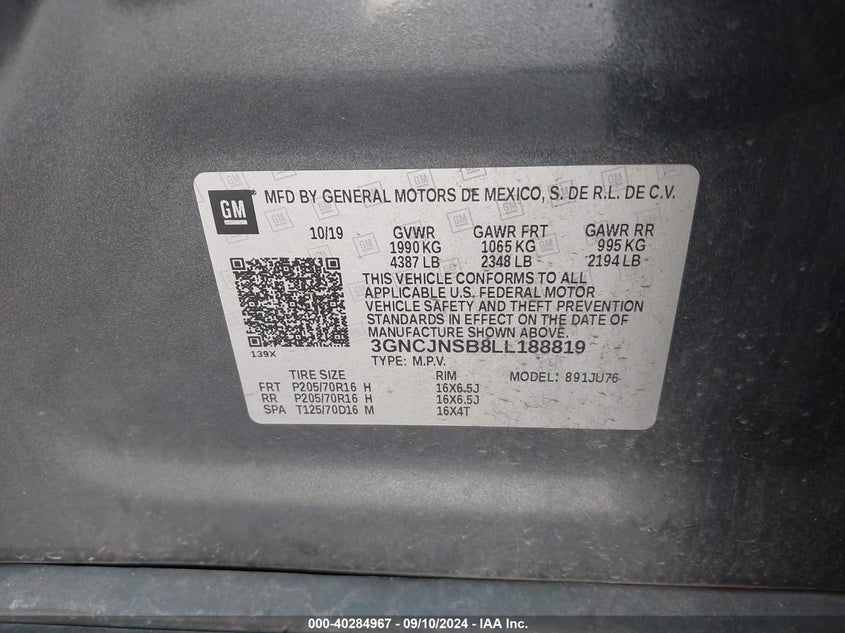 GM® MFD BY GENERAL MOTORS DE MEXICO, S. DE R.L. DE C.V.
10/19 GVWR GAWR FRT GAWR RR
1990 KG 1065 KG 995 KG
4387 LB 2348 LB 2194 LB
THIS VEHICLE CONFORMS TO ALL
APPLICABLE U.S. FEDERAL MOTOR
VEHICLE SAFETY AND THEFT PREVENTION
STANDARDS IN EFFECT ON THE DATE OF
MANUFACTURE SHOWN ABOVE.
139X 3GNCJNSB8LL188819
TYPE: M.P.V.
TIRE SIZE RIM MODEL: 891JU76
FRT P205/70R16 H 16X6.5J
RR P205/70R16 H 16X6.5J
SPA T125/70D16 M 16X4T
000-40284967 - 09/10/2024 - IAA Inc.